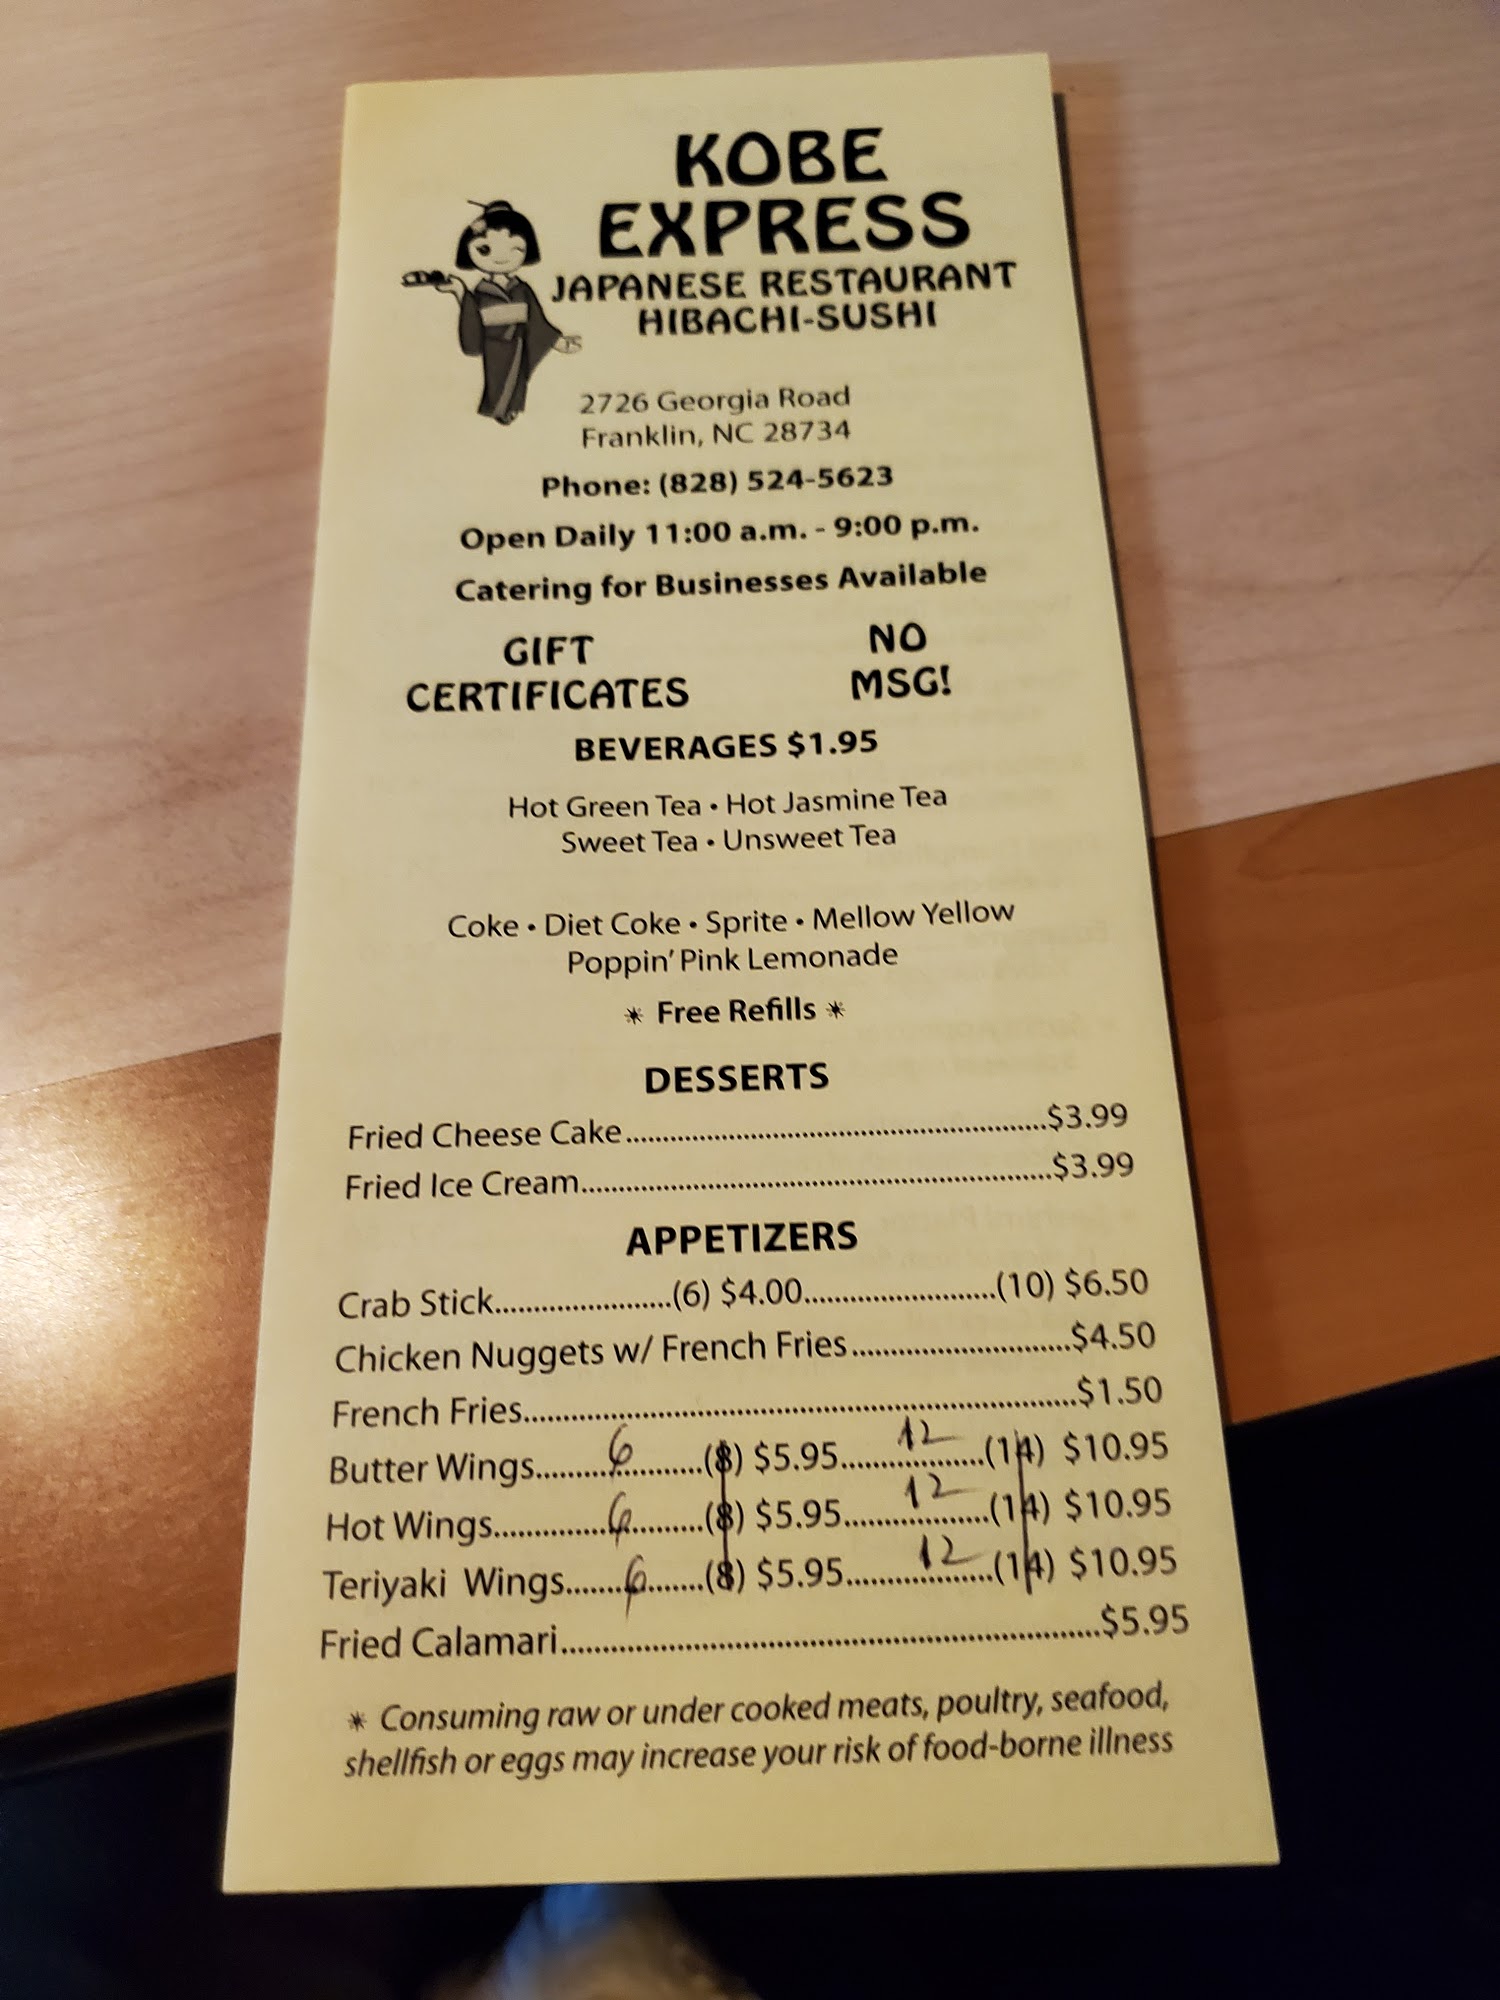 KOBE
EXPRESS
JAPANESE RESTAURANT
HIBACHI-SUSHI
2726 Georgia Road
Franklin, NC 28734
Phone: (828) 524-5623
Open Daily 11:00 a.m. - 9:00 p.m.
Catering for Businesses Available
GIFT CERTIFICATES
NO MSG!
BEVERAGES $1.95
Hot Green Tea • Hot Jasmine Tea
Sweet Tea • Unsweet Tea
Coke • Diet Coke • Sprite • Mellow Yellow
Poppin' Pink Lemonade
✴ Free Refills ✴
DESSERTS
Fried Cheese Cake........................................................$3.99
Fried Ice Cream..............................................................$3.99
APPETIZERS
Crab Stick.......................(6) $4.00.........................(10) $6.50
Chicken Nuggets w/ French Fries............................$4.50
French Fries........................................................................$1.50
Butter Wings.........6............(8) $5.95......12............(14) $10.95
Hot Wings..............6..........(8) $5.95.......12...........(14) $10.95
Teriyaki Wings.......6.......(8) $5.95.........12..........(14) $10.95
Fried Calamari......................................................................$5.95
✴ Consuming raw or under cooked meats, poultry, seafood,
shellfish or eggs may increase your risk of food-borne illness